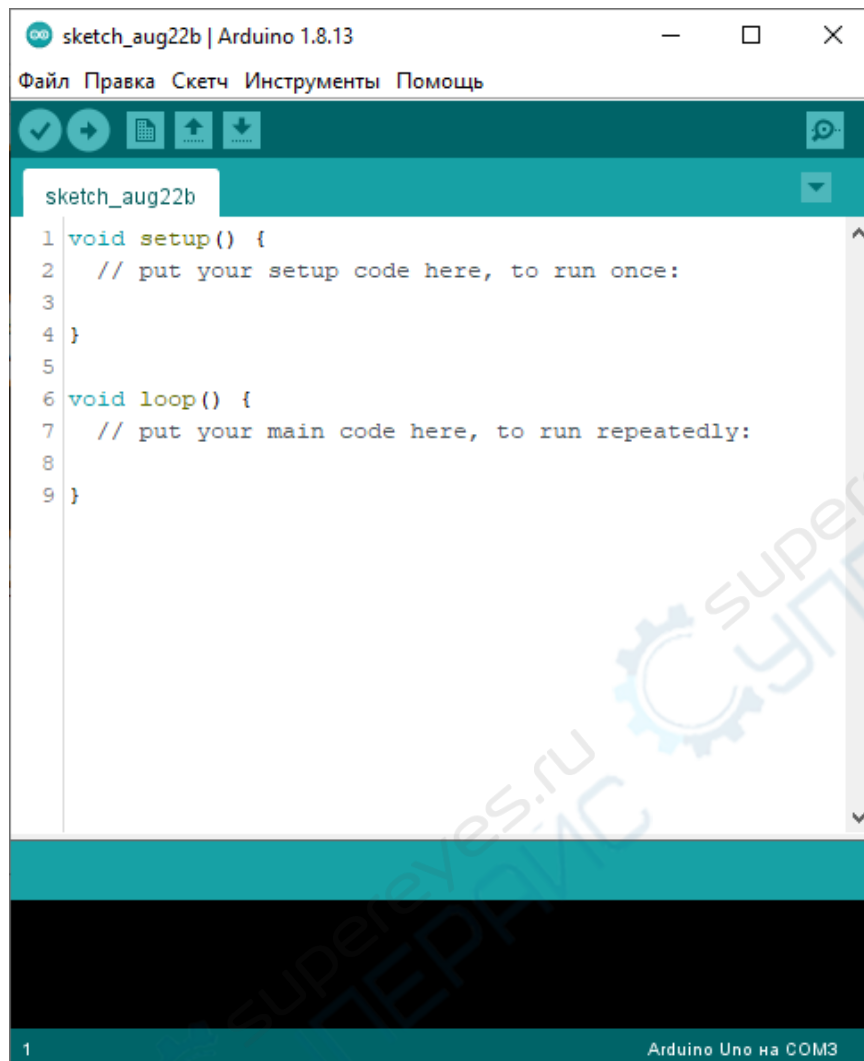 sketch_aug22b | Arduino 1.8.13
Файл Правка Скетч Инструменты Помощь
sketch_aug22b
1 void setup() {
2 // put your setup code here, to run once:
3
4 }
5
6 void loop() {
7 // put your main code here, to run repeatedly:
8
9 }
supereyes.ru
1 Arduino Uno на COM3